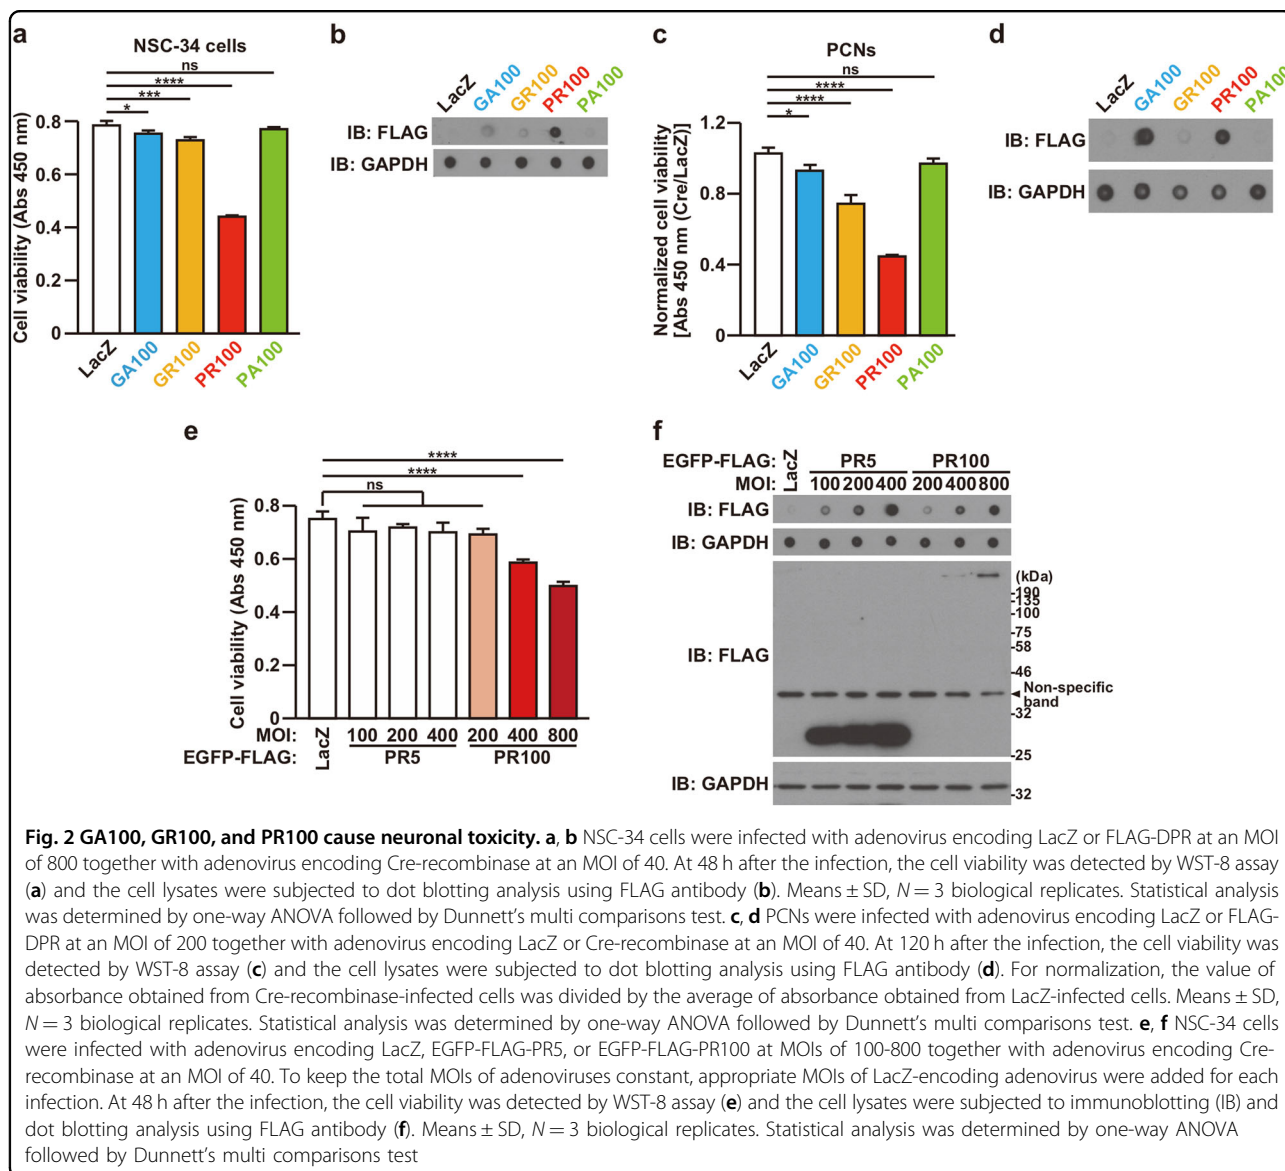 a
NSC-34 cells
ns
****
***
*
Cell viability (Abs 450 nm)
0.8
0.4
0
LacZ
GA100
GR100
PR100
PA100
b
LacZ
GA100
GR100
PR100
PA100
IB: FLAG
IB: GAPDH
c
PCNs
ns
****
****
*
Normalized cell viability
[Abs 450 nm (Cre/LacZ)]
1.2
0.8
0.4
0
LacZ
GA100
GR100
PR100
PA100
d
LacZ
GA100
GR100
PR100
PA100
IB: FLAG
IB: GAPDH
e
****
****
ns
Cell viability (Abs 450 nm)
0.8
0.6
0.4
0.2
0
MOI: 100 200 400 200 400 800
LacZ
EGFP-FLAG: PR5 PR100
f
EGFP-FLAG: LacZ PR5 PR100
MOI: 100 200 400 200 400 800
IB: FLAG
IB: GAPDH
(kDa)
-190
-135
-100
-75
-58
IB: FLAG
-46
Non-specific
band
-32
-25
IB: GAPDH
-32
Fig. 2 GA100, GR100, and PR100 cause neuronal toxicity. a, b NSC-34 cells were infected with adenovirus encoding LacZ or FLAG-DPR at an MOI
of 800 together with adenovirus encoding Cre-recombinase at an MOI of 40. At 48 h after the infection, the cell viability was detected by WST-8 assay
(a) and the cell lysates were subjected to dot blotting analysis using FLAG antibody (b). Means ± SD, N = 3 biological replicates. Statistical analysis
was determined by one-way ANOVA followed by Dunnett's multi comparisons test. c, d PCNs were infected with adenovirus encoding LacZ or FLAG-
DPR at an MOI of 200 together with adenovirus encoding LacZ or Cre-recombinase at an MOI of 40. At 120 h after the infection, the cell viability was
detected by WST-8 assay (c) and the cell lysates were subjected to dot blotting analysis using FLAG antibody (d). For normalization, the value of
absorbance obtained from Cre-recombinase-infected cells was divided by the average of absorbance obtained from LacZ-infected cells. Means ± SD,
N = 3 biological replicates. Statistical analysis was determined by one-way ANOVA followed by Dunnett's multi comparisons test. e, f NSC-34 cells
were infected with adenovirus encoding LacZ, EGFP-FLAG-PR5, or EGFP-FLAG-PR100 at MOIs of 100-800 together with adenovirus encoding Cre-
recombinase at an MOI of 40. To keep the total MOIs of adenoviruses constant, appropriate MOIs of LacZ-encoding adenovirus were added for each
infection. At 48 h after the infection, the cell viability was detected by WST-8 assay (e) and the cell lysates were subjected to immunoblotting (IB) and
dot blotting analysis using FLAG antibody (f). Means ± SD, N = 3 biological replicates. Statistical analysis was determined by one-way ANOVA
followed by Dunnett's multi comparisons test